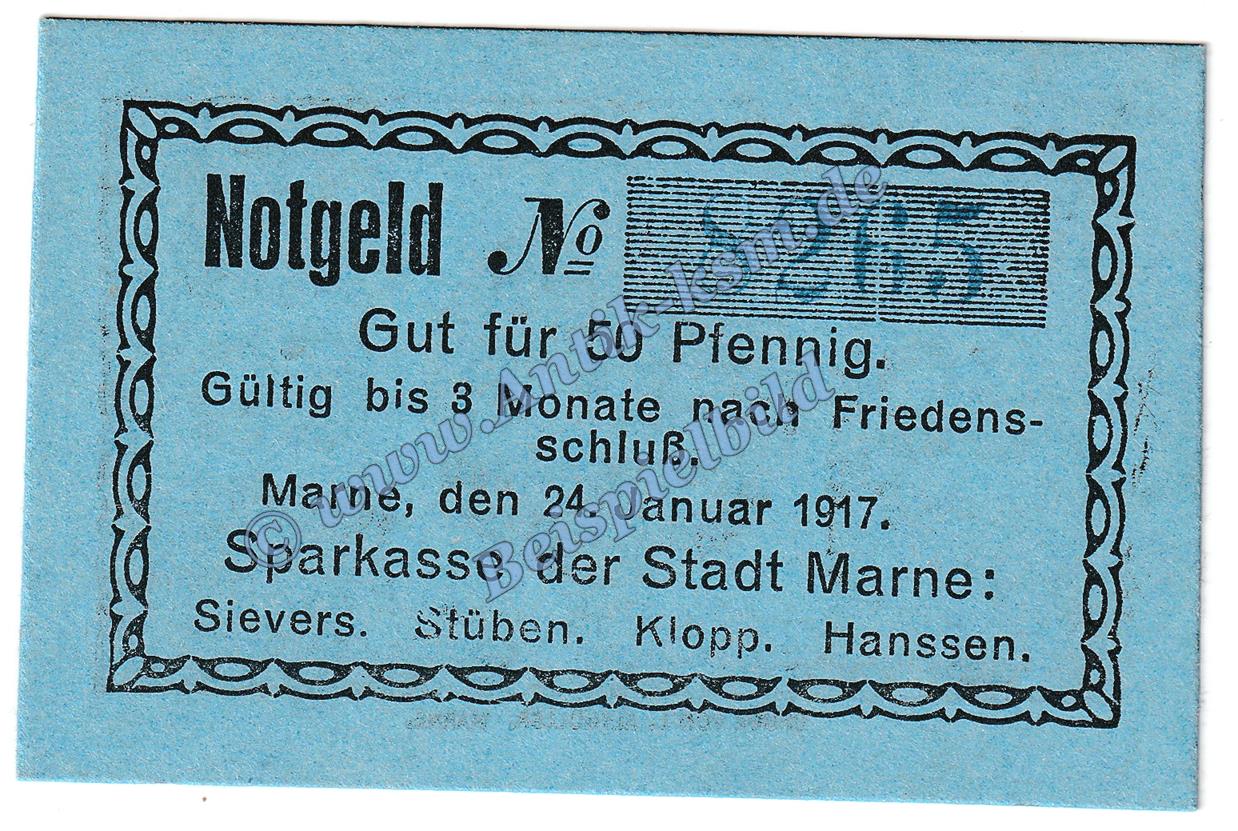 Notgeld No 8265
Gut für 50 Pfennig.
Gültig bis 3 Monate nach Friedens-
schluß.
Marne, den 24. Januar 1917.
Sparkasse der Stadt Marne:
Sievers. Stüben. Klopp. Hanssen.
© www.Antik-ksm.de
Beispielbild